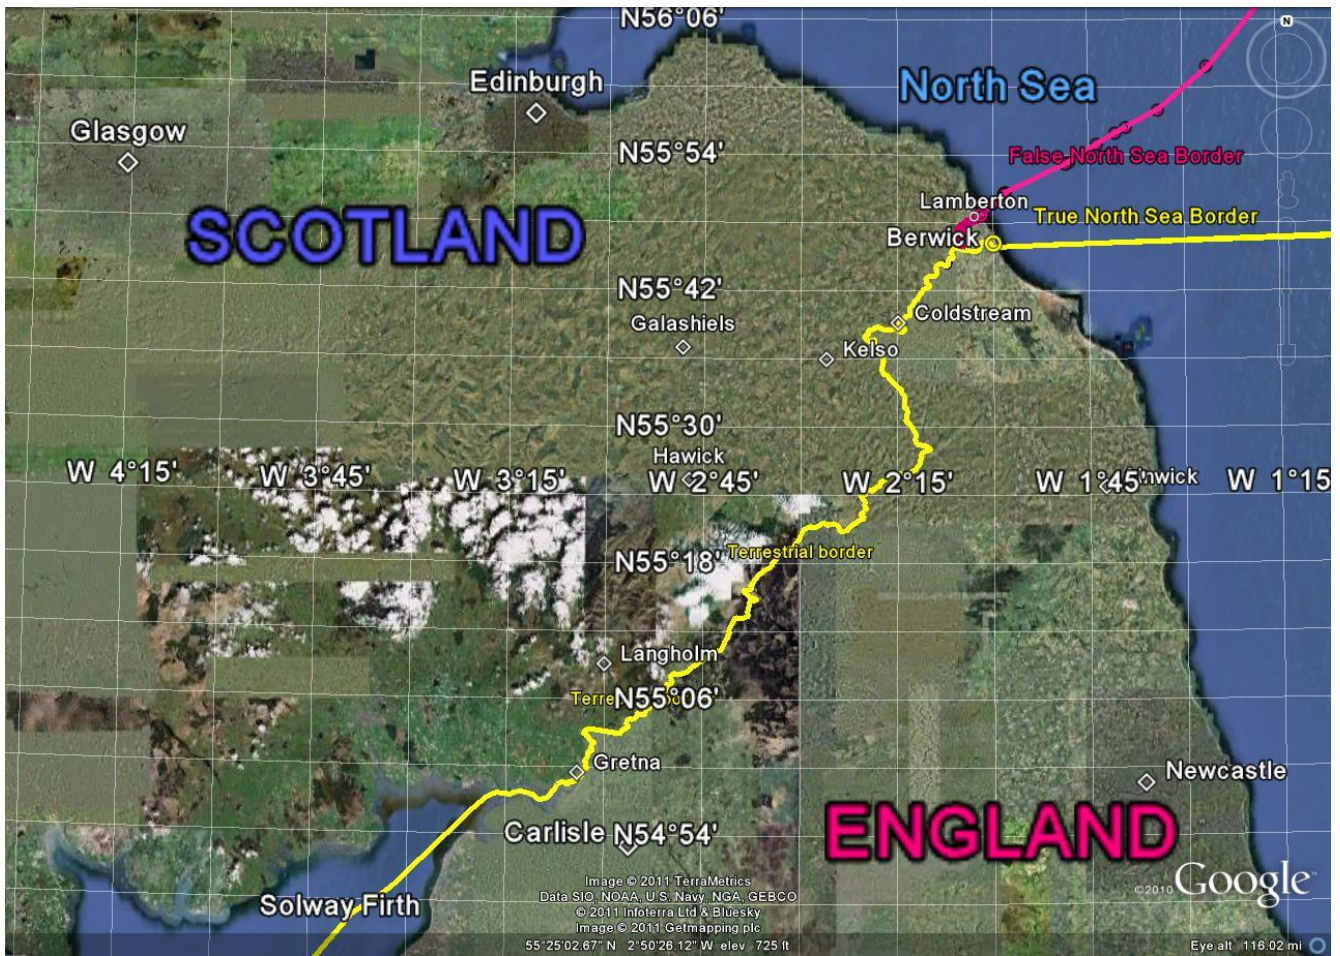 N56°06'
N
Edinburgh
North Sea
Glasgow
N55°54'
False North Sea Border
Lamberton
SCOTLAND
True North Sea Border
Berwick
N55°42'
Coldstream
Galashiels
Kelso
N55°30'
Hawick
W 4°15' W 3°45' W 3°15' W 2°45' W 2°15' W 1°45' W 1°15
Terrestrial border
N55°18'
Langholm
N55°06'
Gretna
Newcastle
ENGLAND
Carlisle N54°54'
Image © 2011 TerraMetrics
Data SIO, NOAA, U.S. Navy, NGA, GEBCO
©2010 Google
Solway Firth
© 2011 Infoterra Ltd & Bluesky
Image © 2011 Getmapping plc
55°25'02.67" N 2°50'26.12" W elev 725 ft
Eye alt 116.02 mi